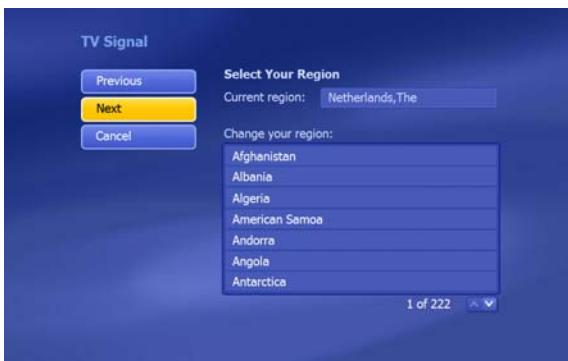 TV Signal
Previous
Next
Cancel
Select Your Region
Current region: Netherlands,The
Change your region:
Afghanistan
Albania
Algeria
American Samoa
Andorra
Angola
Antarctica
1 of 222